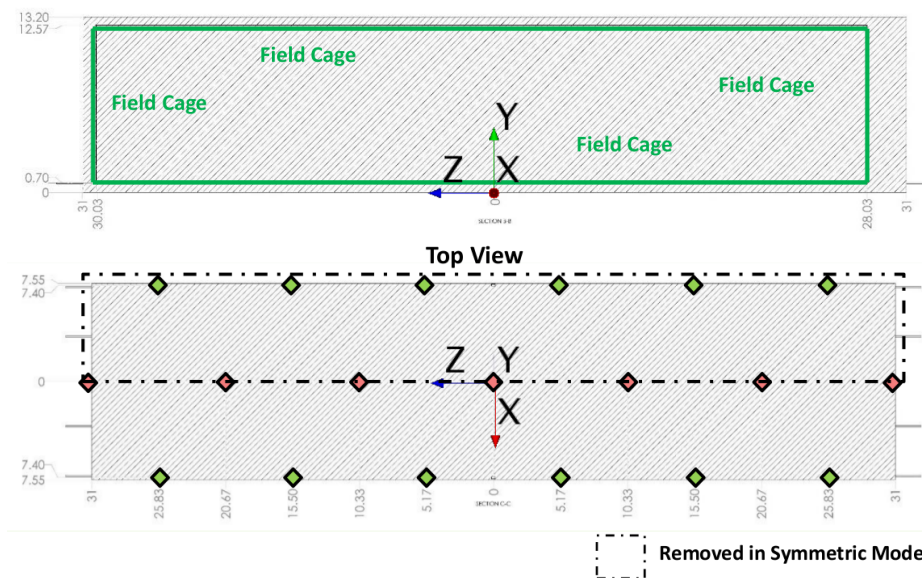 13.20
12.57
Field Cage
Field Cage
Field Cage
Field Cage
Y
Z
X
0.70
0
31
30.03
0
28.03
31
SECTION B-B
Top View
7.55
7.40
Z
Y
0
X
7.40
7.55
31
25.83
20.67
15.50
10.33
5.17
0
5.17
10.33
15.50
20.67
25.83
31
SECTION C-C
Removed in Symmetric Mode